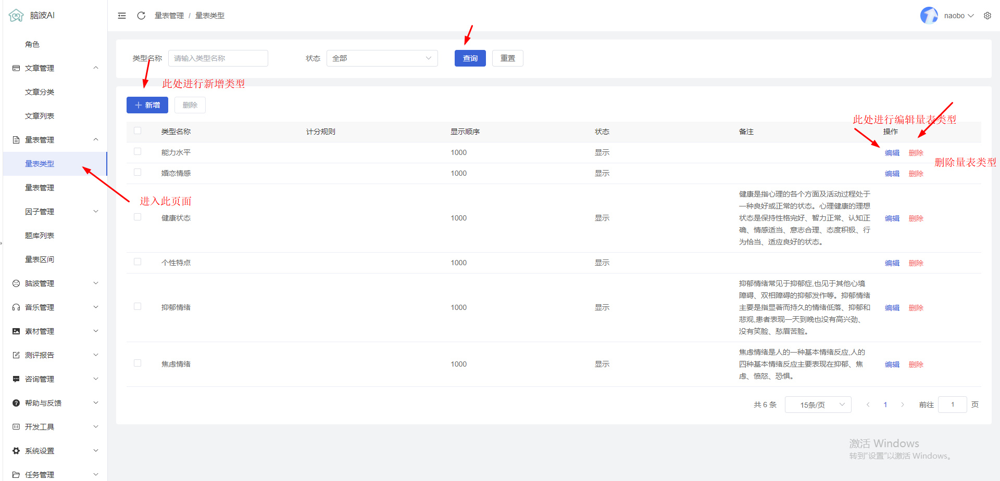 脑波AI
量表管理 / 量表类型
naobo
角色
文章管理
文章分类
文章列表
量表管理
量表类型
量表管理
因子管理
题库列表
量表区间
脑波管理
音乐管理
素材管理
测评报告
咨询管理
帮助与反馈
开发工具
系统设置
任务管理
类型名称 请输入类型名称 状态 全部 查询 重置
此处进行新增类型
新增 删除
此处进行编辑量表类型
类型名称 计分规则 显示顺序 状态 备注 操作
能力水平 1000 显示 编辑 删除
删除量表类型
婚恋情感 1000 显示 编辑 删除
进入此页面
健康是指心理的各个方面及活动过程处于
一种良好或正常的状态。心理健康的理想
健康状态 1000 显示 状态是保持性格完好、智力正常、认知正 编辑 删除
确、情感适当、意志合理、态度积极、行
为恰当、适应良好的状态。
个性特点 1000 显示 编辑 删除
抑郁情绪常见于抑郁症,也见于其他心境
障碍、双相障碍的抑郁发作等。抑郁情绪
抑郁情绪 1000 显示 主要是指显著而持久的情绪低落、抑郁和 编辑 删除
悲观,患者表现一天到晚也没有高兴劲、
没有笑脸、愁眉苦脸。
焦虑情绪是人的一种基本情绪反应,人的
焦虑情绪 1000 显示 四种基本情绪反应主要表现在抑郁、焦 编辑 删除
虑、愤怒、恐惧。
共 6 条 15条/页 1 前往 1 页
激活 Windows
转到“设置”以激活 Windows。